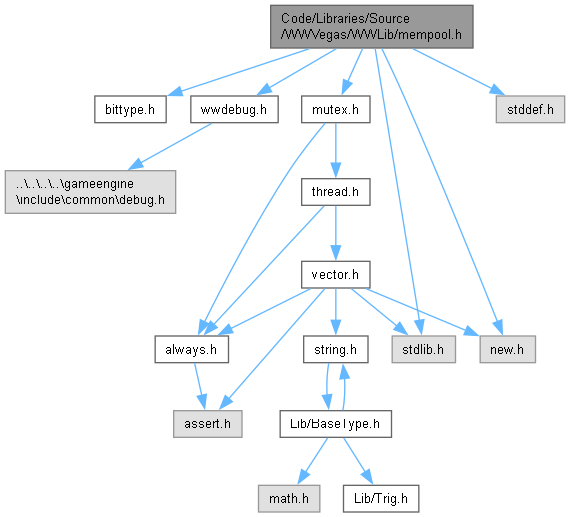 Code/Libraries/Source
/WWVegas/WWLib/mempool.h
bittype.h
wwdebug.h
mutex.h
stddef.h
..\..\..\..\gameengine
\include\common\debug.h
thread.h
vector.h
always.h
string.h
stdlib.h
new.h
assert.h
Lib/BaseType.h
math.h
Lib/Trig.h